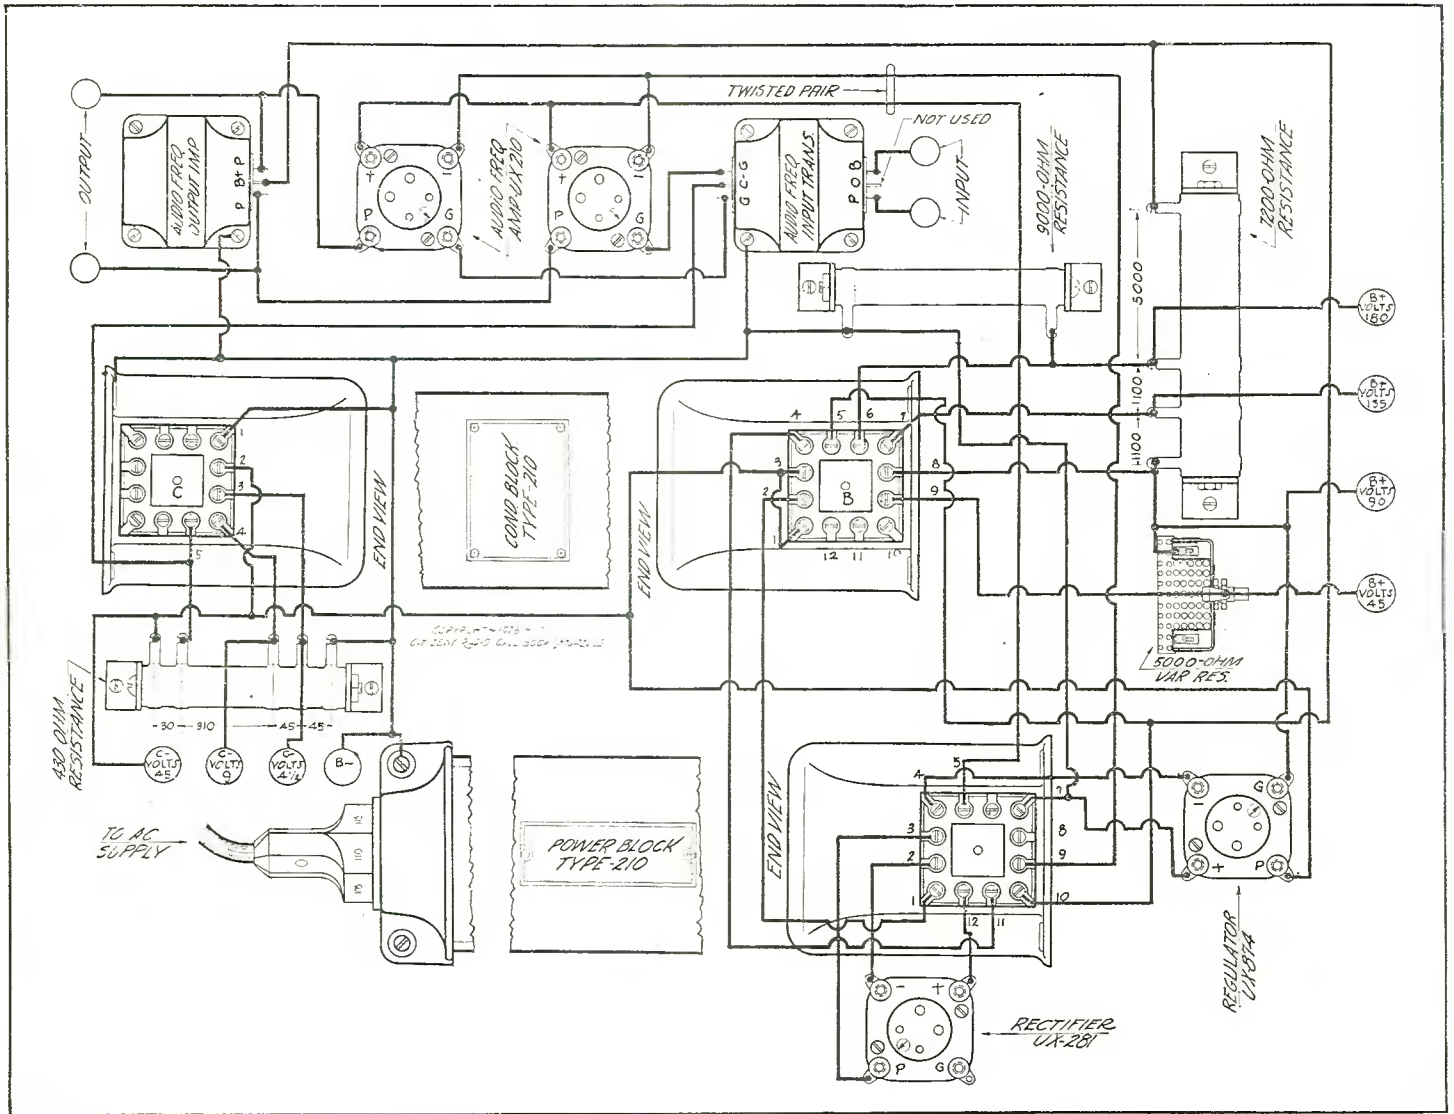 OUTPUT
AUDIO FREQ
OUTPUT IMP
P B+ P
+
-
P
G
AUDIO FREQ
AMP-UX210
+
-
P
G
TWISTED PAIR
G C- G
AUDIO FREQ
INPUT TRANS.
P O B
NOT USED
INPUT
9000-OHM
RESISTANCE
7200-OHM
RESISTANCE
5000
1100
1100
B+
VOLTS
180
B+
VOLTS
135
B+
VOLTS
90
B+
VOLTS
45
C
1
2
3
4
5
END VIEW
COND BLOCK
TYPE-210
END VIEW
B
4
5
6
7
3
8
2
9
1
12
11
10
5000-OHM
VAR RES.
430 OHM
RESISTANCE
30
310
45
45
C-
VOLTS
45
C-
VOLTS
9
C-
VOLTS
4½
B-
TO AC
SUPPLY
115
110
POWER BLOCK
TYPE-210
END VIEW
4
5
7
3
8
2
9
1
12
11
10
-
G
+
P
REGULATOR
UX-874
-
+
P
G
RECTIFIER
UX-281